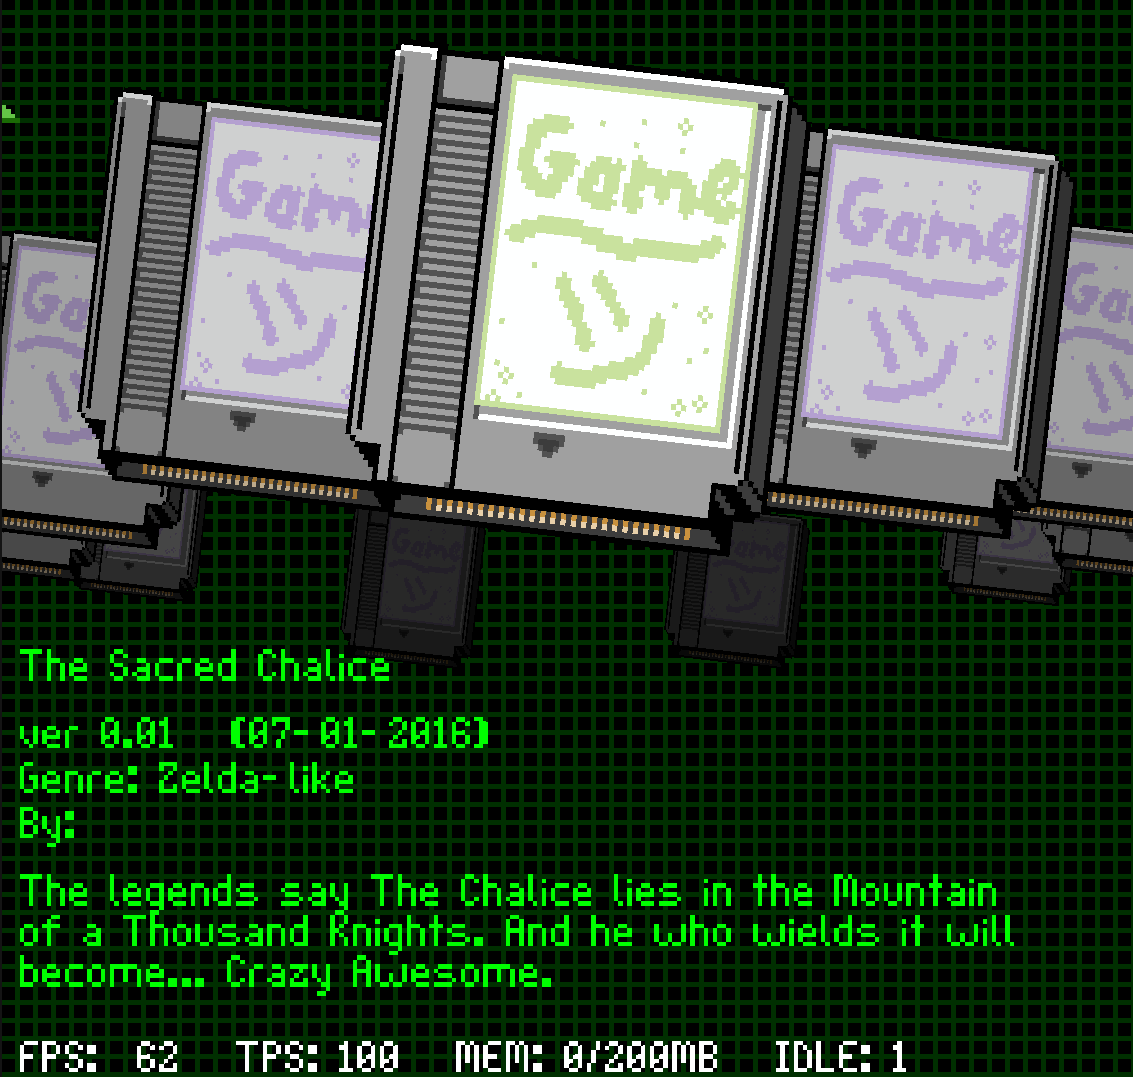 Game
Game
Game
The Sacred Chalice
ver 0.01 (07-01-2016)
Genre: Zelda-like
By:
The legends say The Chalice lies in the Mountain
of a Thousand Knights. And he who wields it will
become... Crazy Awesome.
FPS: 62 TPS: 100 MEM: 0/200MB IDLE: 1